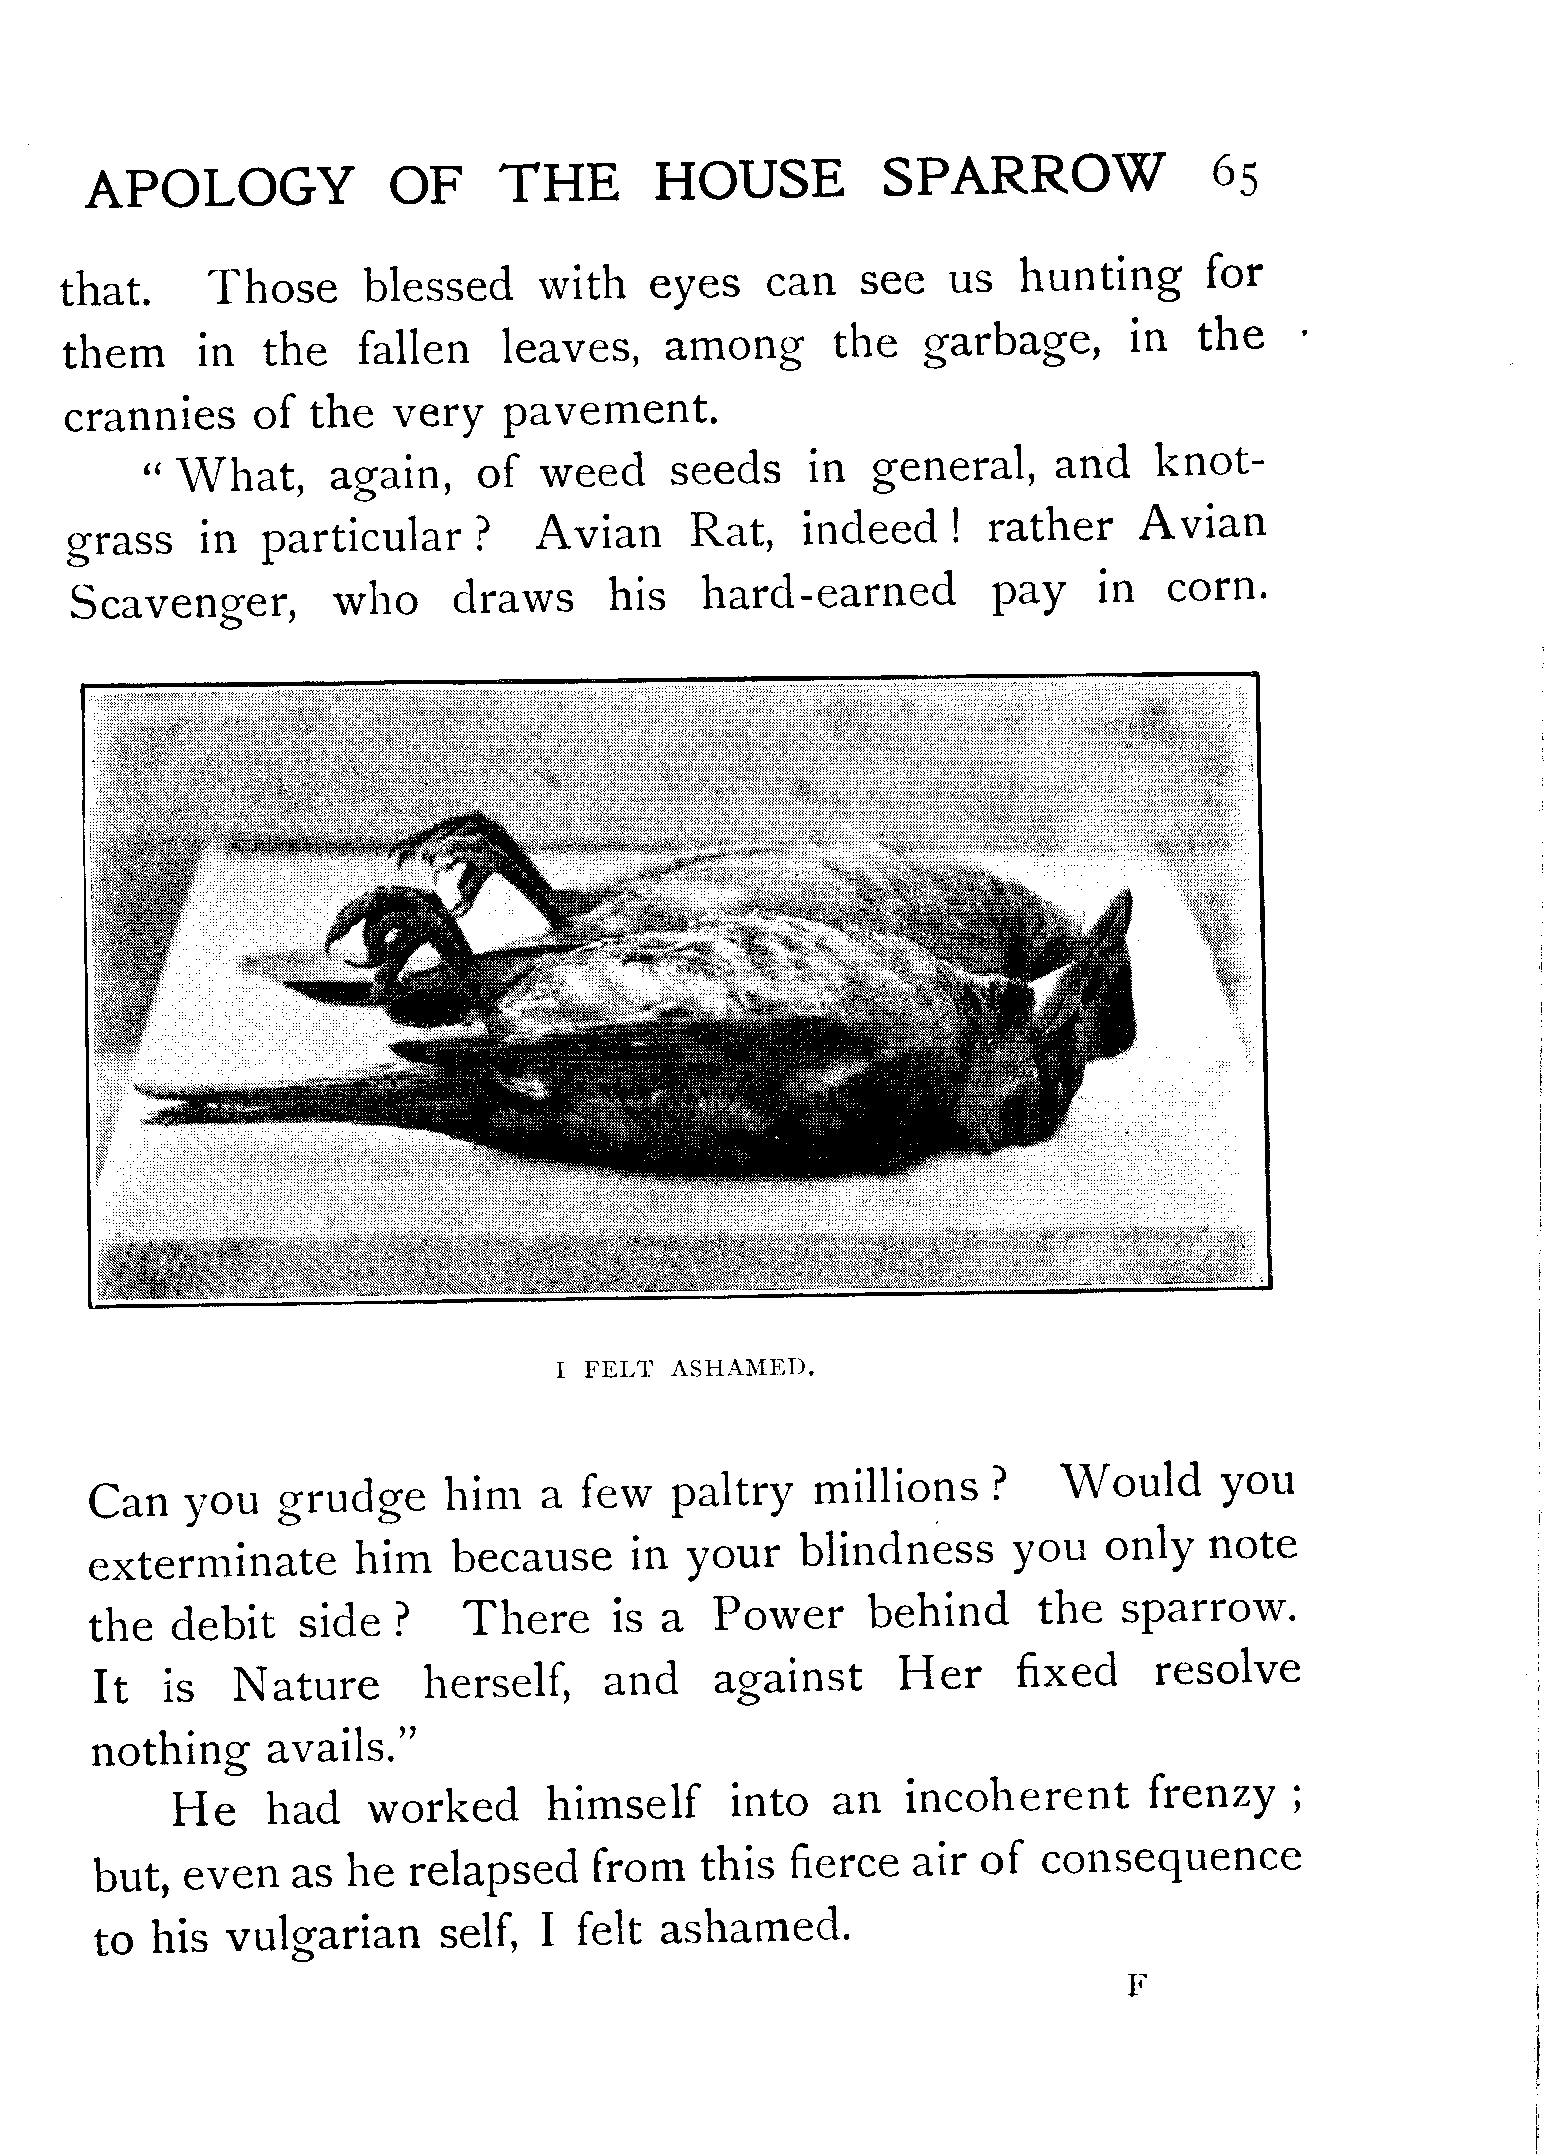 APOLOGY OF THE HOUSE SPARROW 65
that. Those blessed with eyes can see us hunting for
them in the fallen leaves, among the garbage, in the
crannies of the very pavement.
“ What, again, of weed seeds in general, and knot-
grass in particular ? Avian Rat, indeed ! rather Avian
Scavenger, who draws his hard-earned pay in corn.
I FELT ASHAMED.
Can you grudge him a few paltry millions ? Would you
exterminate him because in your blindness you only note
the debit side ? There is a Power behind the sparrow.
It is Nature herself, and against Her fixed resolve
nothing avails.”
He had worked himself into an incoherent frenzy ;
but, even as he relapsed from this fierce air of consequence
to his vulgarian self, I felt ashamed.
F